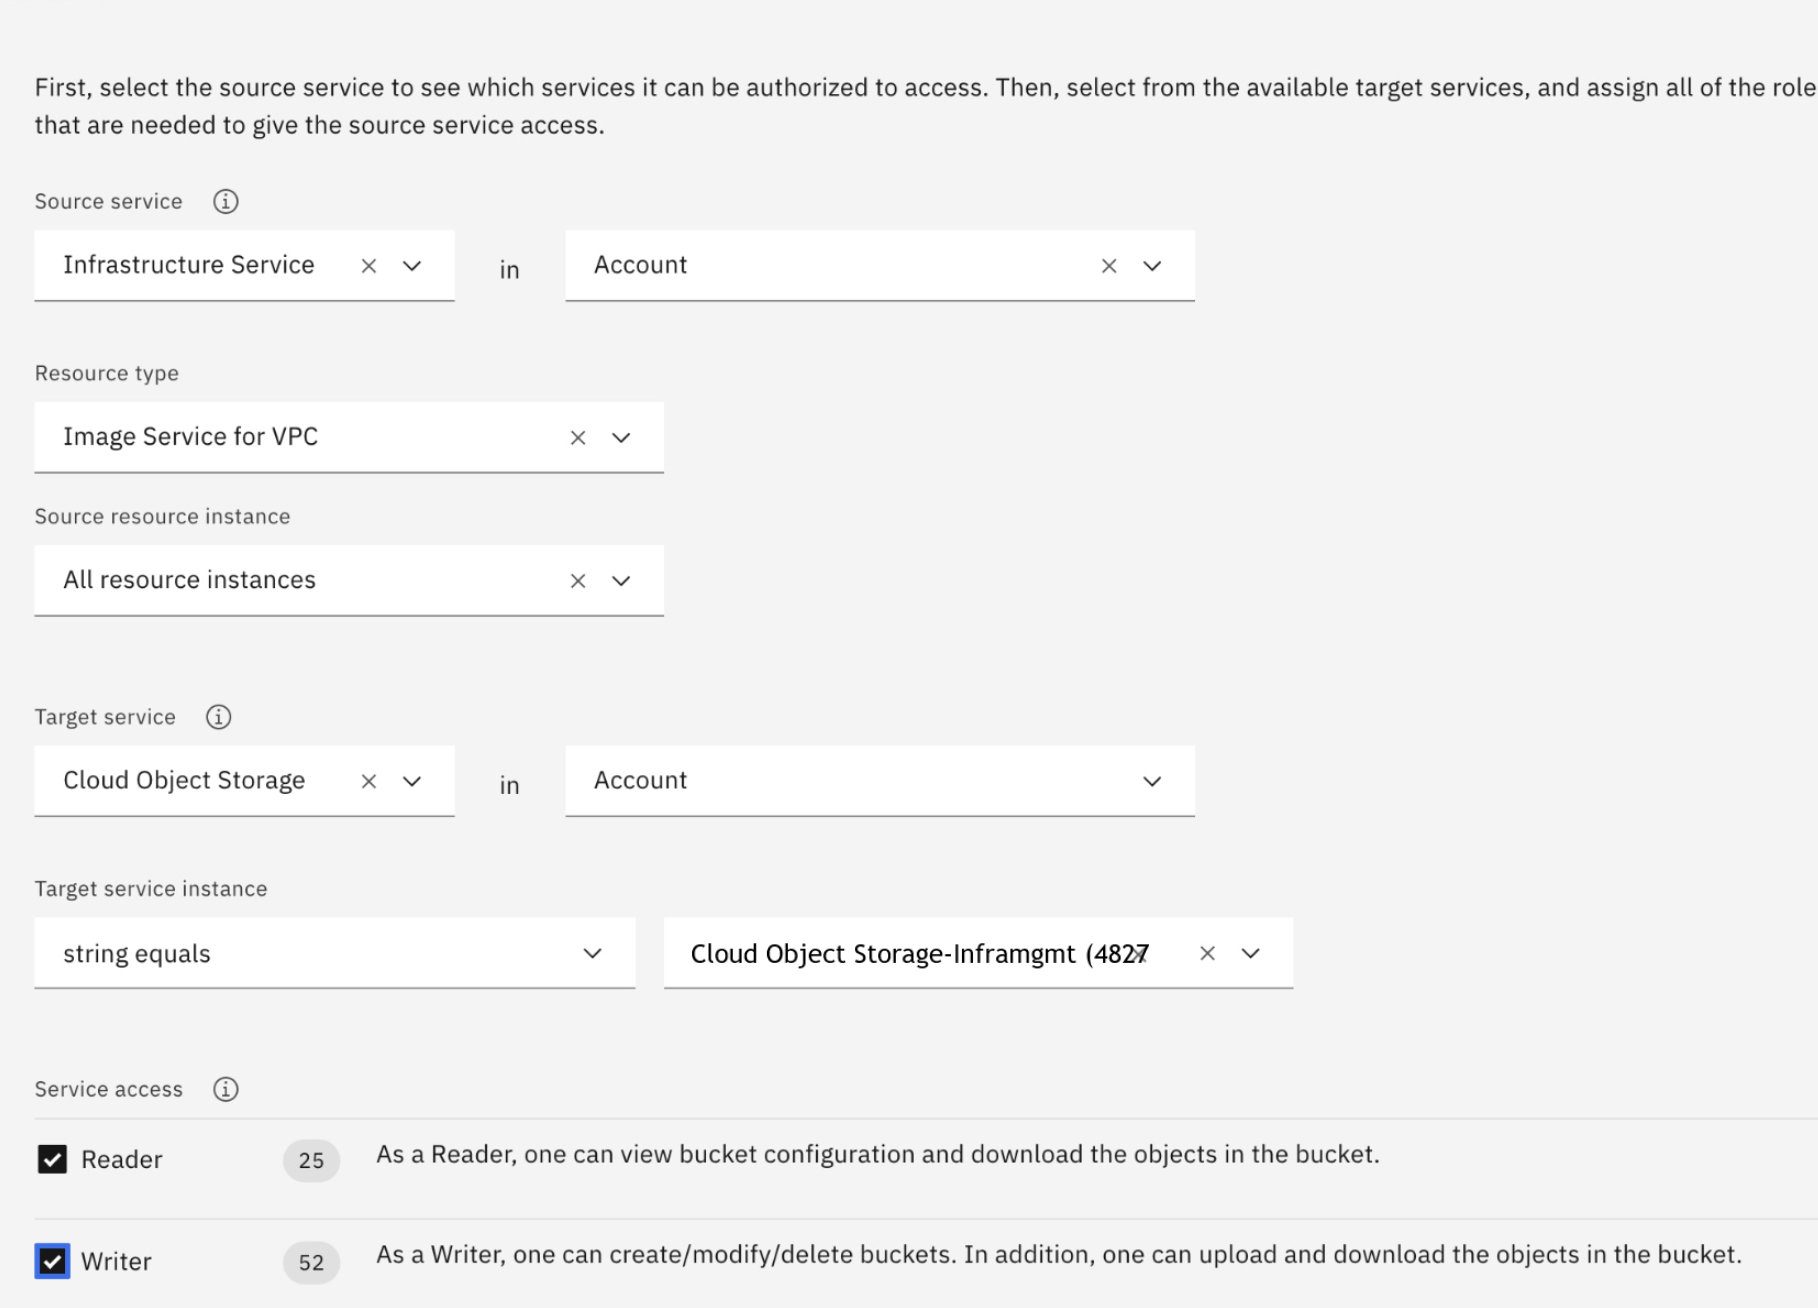 First, select the source service to see which services it can be authorized to access. Then, select from the available target services, and assign all of the role
that are needed to give the source service access.
Source service
Infrastructure Service in Account
Resource type
Image Service for VPC
Source resource instance
All resource instances
Target service
Cloud Object Storage in Account
Target service instance
string equals Cloud Object Storage-Inframgmt (4827
Service access
Reader 25 As a Reader, one can view bucket configuration and download the objects in the bucket.
Writer 52 As a Writer, one can create/modify/delete buckets. In addition, one can upload and download the objects in the bucket.